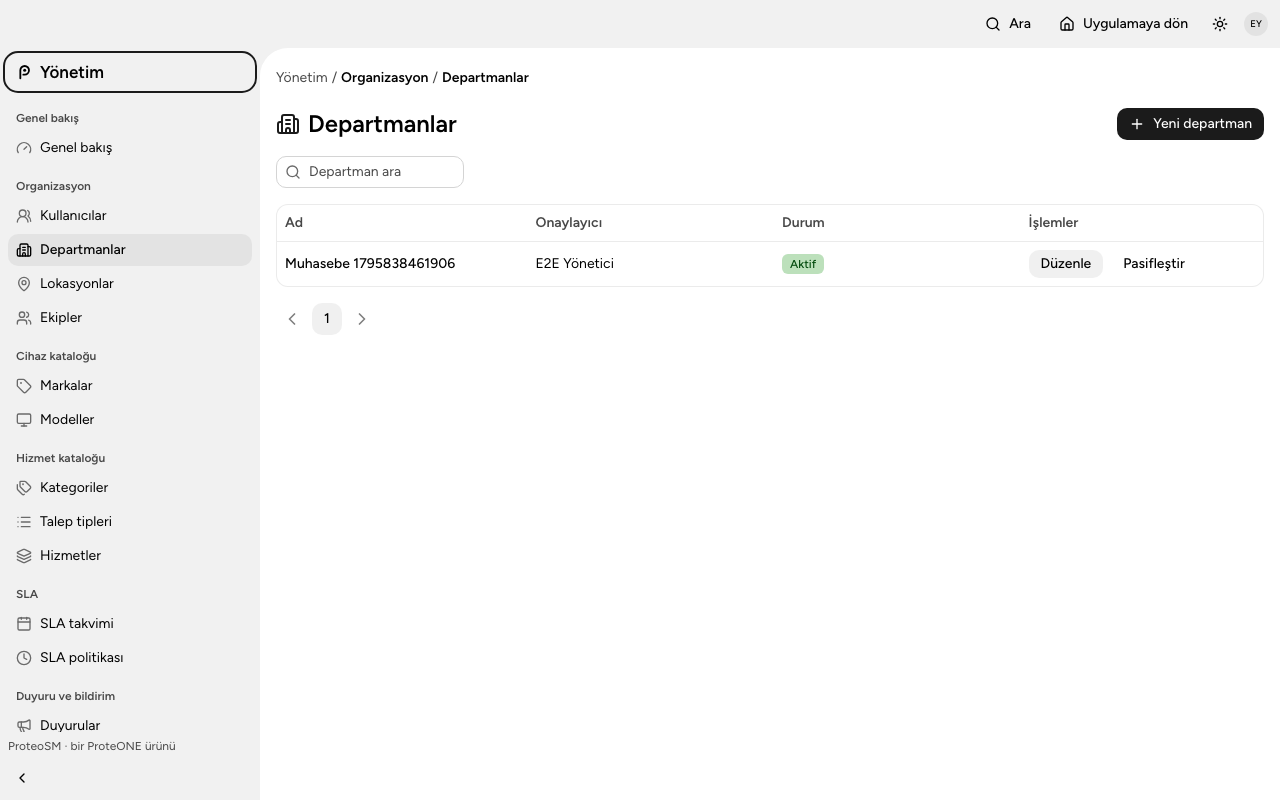 Ara
Uygulamaya dön
EY
Yönetim
Genel bakış
Genel bakış
Organizasyon
Kullanıcılar
Departmanlar
Lokasyonlar
Ekipler
Cihaz kataloğu
Markalar
Modeller
Hizmet kataloğu
Kategoriler
Talep tipleri
Hizmetler
SLA
SLA takvimi
SLA politikası
Duyuru ve bildirim
Duyurular
ProteoSM · bir ProteONE ürünü
Yönetim / Organizasyon / Departmanlar
Departmanlar
Yeni departman
Departman ara
Ad Onaylayıcı Durum İşlemler
Muhasebe 1795838461906 E2E Yönetici Aktif Düzenle Pasifleştir
1